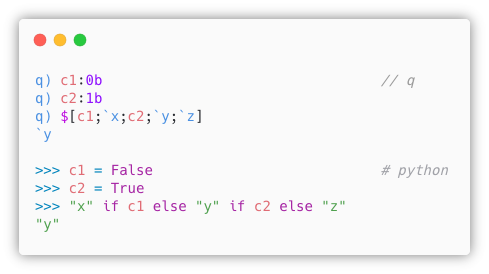 q) c1:0b // q
q) c2:1b
q) $[c1;`x;c2;`y;`z]
`y
>>> c1 = False # python
>>> c2 = True
>>> "x" if c1 else "y" if c2 else "z"
"y"